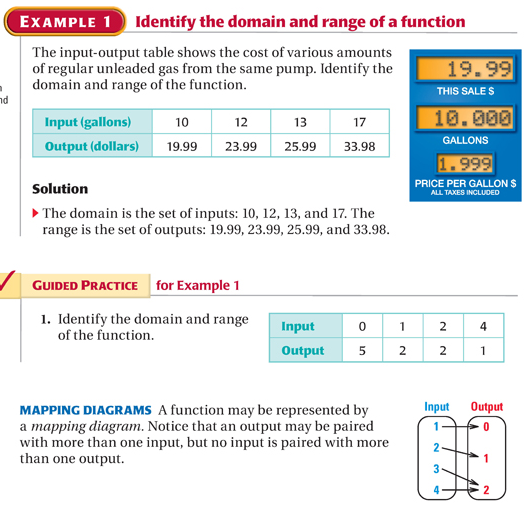 EXAMPLE 1 Identify the domain and range of a function
The input-output table shows the cost of various amounts
of regular unleaded gas from the same pump. Identify the
domain and range of the function.
19.99
THIS SALE $
10.000
GALLONS
1.999
PRICE PER GALLON $
ALL TAXES INCLUDED
Input (gallons) 10 12 13 17
Output (dollars) 19.99 23.99 25.99 33.98
Solution
The domain is the set of inputs: 10, 12, 13, and 17. The
range is the set of outputs: 19.99, 23.99, 25.99, and 33.98.
GUIDED PRACTICE for Example 1
1. Identify the domain and range
of the function.
Input 0 1 2 4
Output 5 2 2 1
MAPPING DIAGRAMS A function may be represented by
a mapping diagram. Notice that an output may be paired
with more than one input, but no input is paired with more
than one output.
Input Output
1 0
2
1
3
4 2